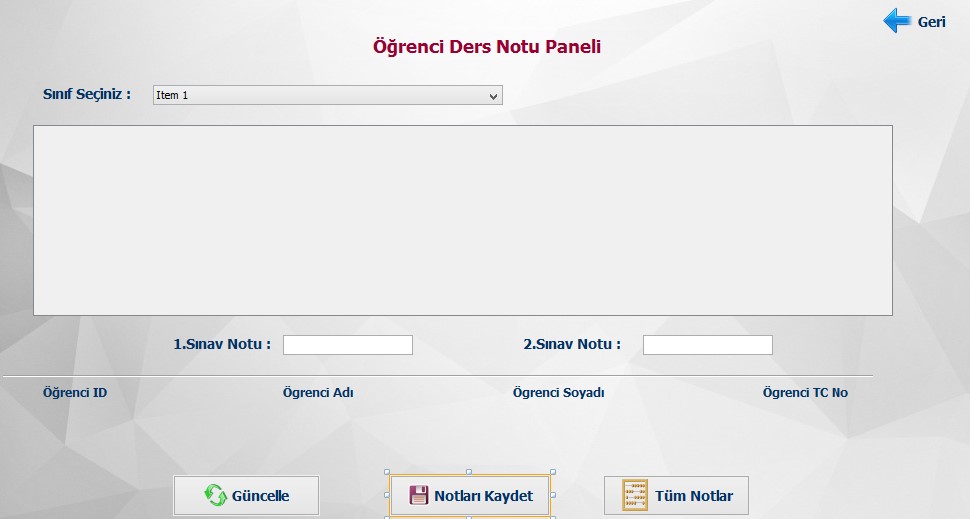 Geri
Öğrenci Ders Notu Paneli
Sınıf Seçiniz :
Item 1
1.Sınav Notu :
2.Sınav Notu :
Öğrenci ID
Ögrenci Adı
Ögrenci Soyadı
Ögrenci TC No
Güncelle
Notları Kaydet
Tüm Notlar